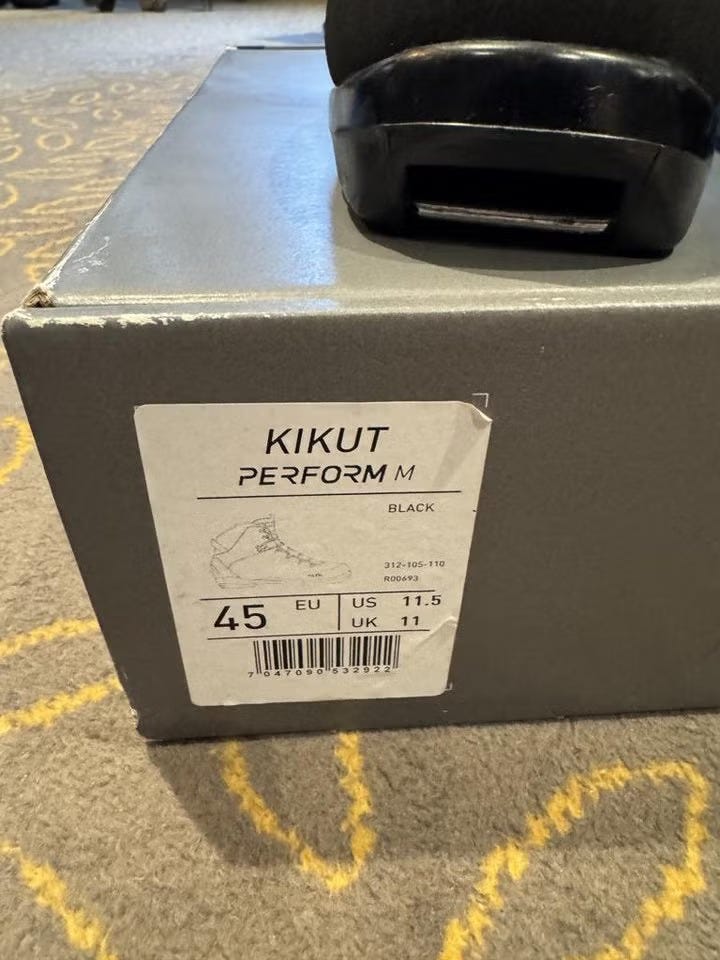 KIKUT
PERFORM M
BLACK
312-105-110
R00693
45 EU US 11.5
UK 11
7 047090 532922